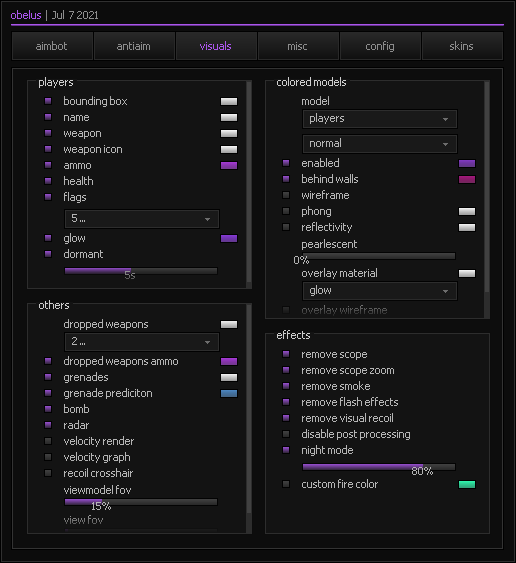 obelus | Jul 7 2021
aimbot
antiaim
visuals
misc
config
skins
players
bounding box
name
weapon
weapon icon
ammo
health
flags
5 ...
glow
dormant
5s
others
dropped weapons
2 ...
dropped weapons ammo
grenades
grenade prediciton
bomb
radar
velocity render
velocity graph
recoil crosshair
viewmodel fov
15%
view fov
colored models
model
players
normal
enabled
behind walls
wireframe
phong
reflectivity
pearlescent
0%
overlay material
glow
overlay wireframe
effects
remove scope
remove scope zoom
remove smoke
remove flash effects
remove visual recoil
disable post processing
night mode
80%
custom fire color